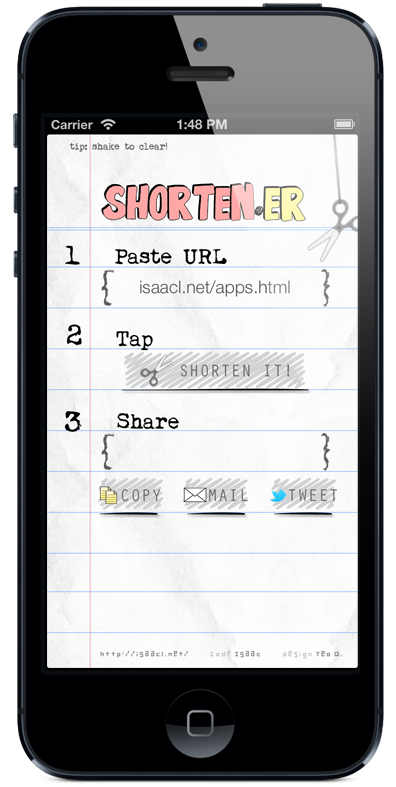 Carrier 1:48 PM
tip: shake to clear!
SHORTEN.ER
1 Paste URL
{ isaacl.net/apps.html }
2 Tap
SHORTEN IT!
3 Share
{ }
COPY MAIL TWEET
http://isaacl.net/ Code Isaac design Tao Q.